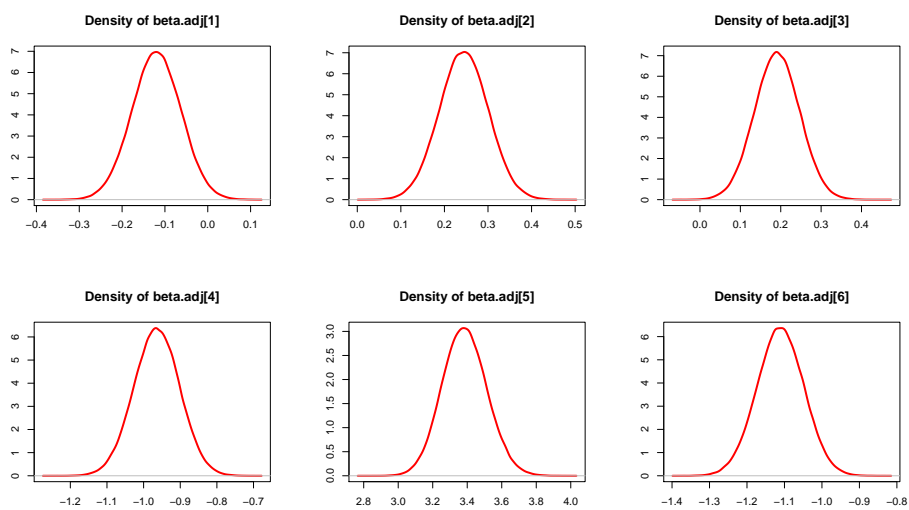 Density of beta.adj[1] Density of beta.adj[2] Density of beta.adj[3]
7 7 7
6 6 6
5 5 5
4 4 4
3 3 3
2 2 2
1 1 1
0 0 0
−0.4 −0.3 −0.2 −0.1 0.0 0.1 0.0 0.1 0.2 0.3 0.4 0.5 0.0 0.1 0.2 0.3 0.4
Density of beta.adj[4] Density of beta.adj[5] Density of beta.adj[6]
6 3.0 6
5 2.5 5
4 2.0 4
3 1.5 3
2 1.0 2
1 0.5 1
0 0.0 0
−1.2 −1.1 −1.0 −0.9 −0.8 −0.7 2.8 3.0 3.2 3.4 3.6 3.8 4.0 −1.4 −1.3 −1.2 −1.1 −1.0 −0.9 −0.8